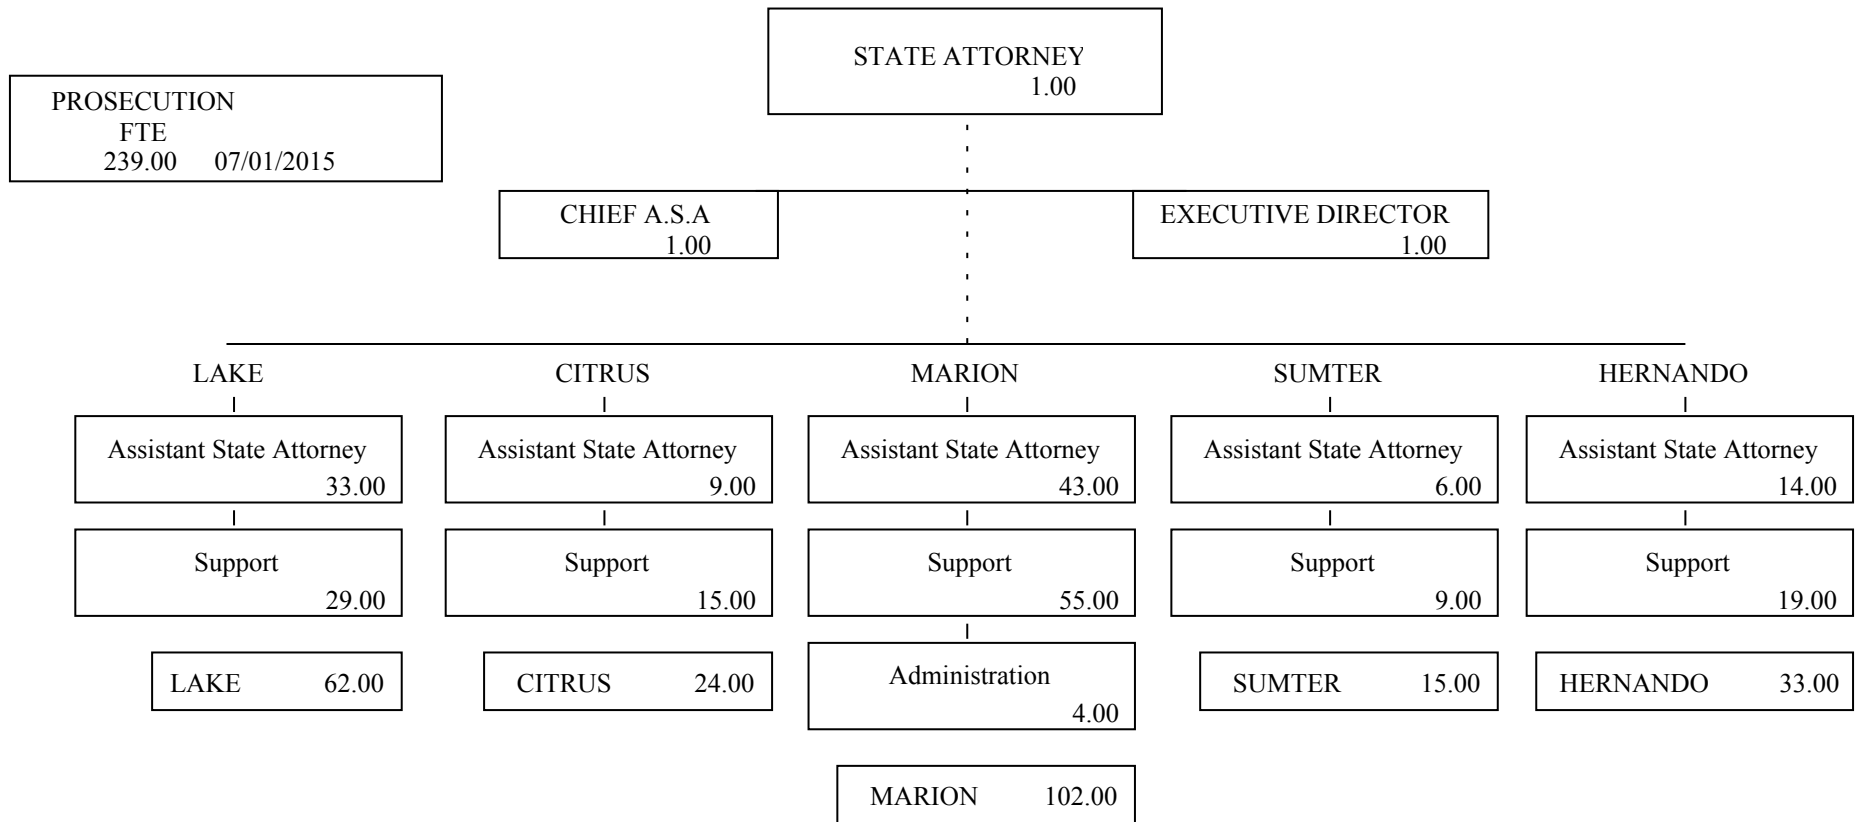 STATE ATTORNEY
1.00
PROSECUTION
FTE
239.00 07/01/2015
CHIEF A.S.A
1.00
EXECUTIVE DIRECTOR
1.00
LAKE
Assistant State Attorney
33.00
Support
29.00
LAKE 62.00
CITRUS
Assistant State Attorney
9.00
Support
15.00
CITRUS 24.00
MARION
Assistant State Attorney
43.00
Support
55.00
Administration
4.00
MARION 102.00
SUMTER
Assistant State Attorney
6.00
Support
9.00
SUMTER 15.00
HERNANDO
Assistant State Attorney
14.00
Support
19.00
HERNANDO 33.00